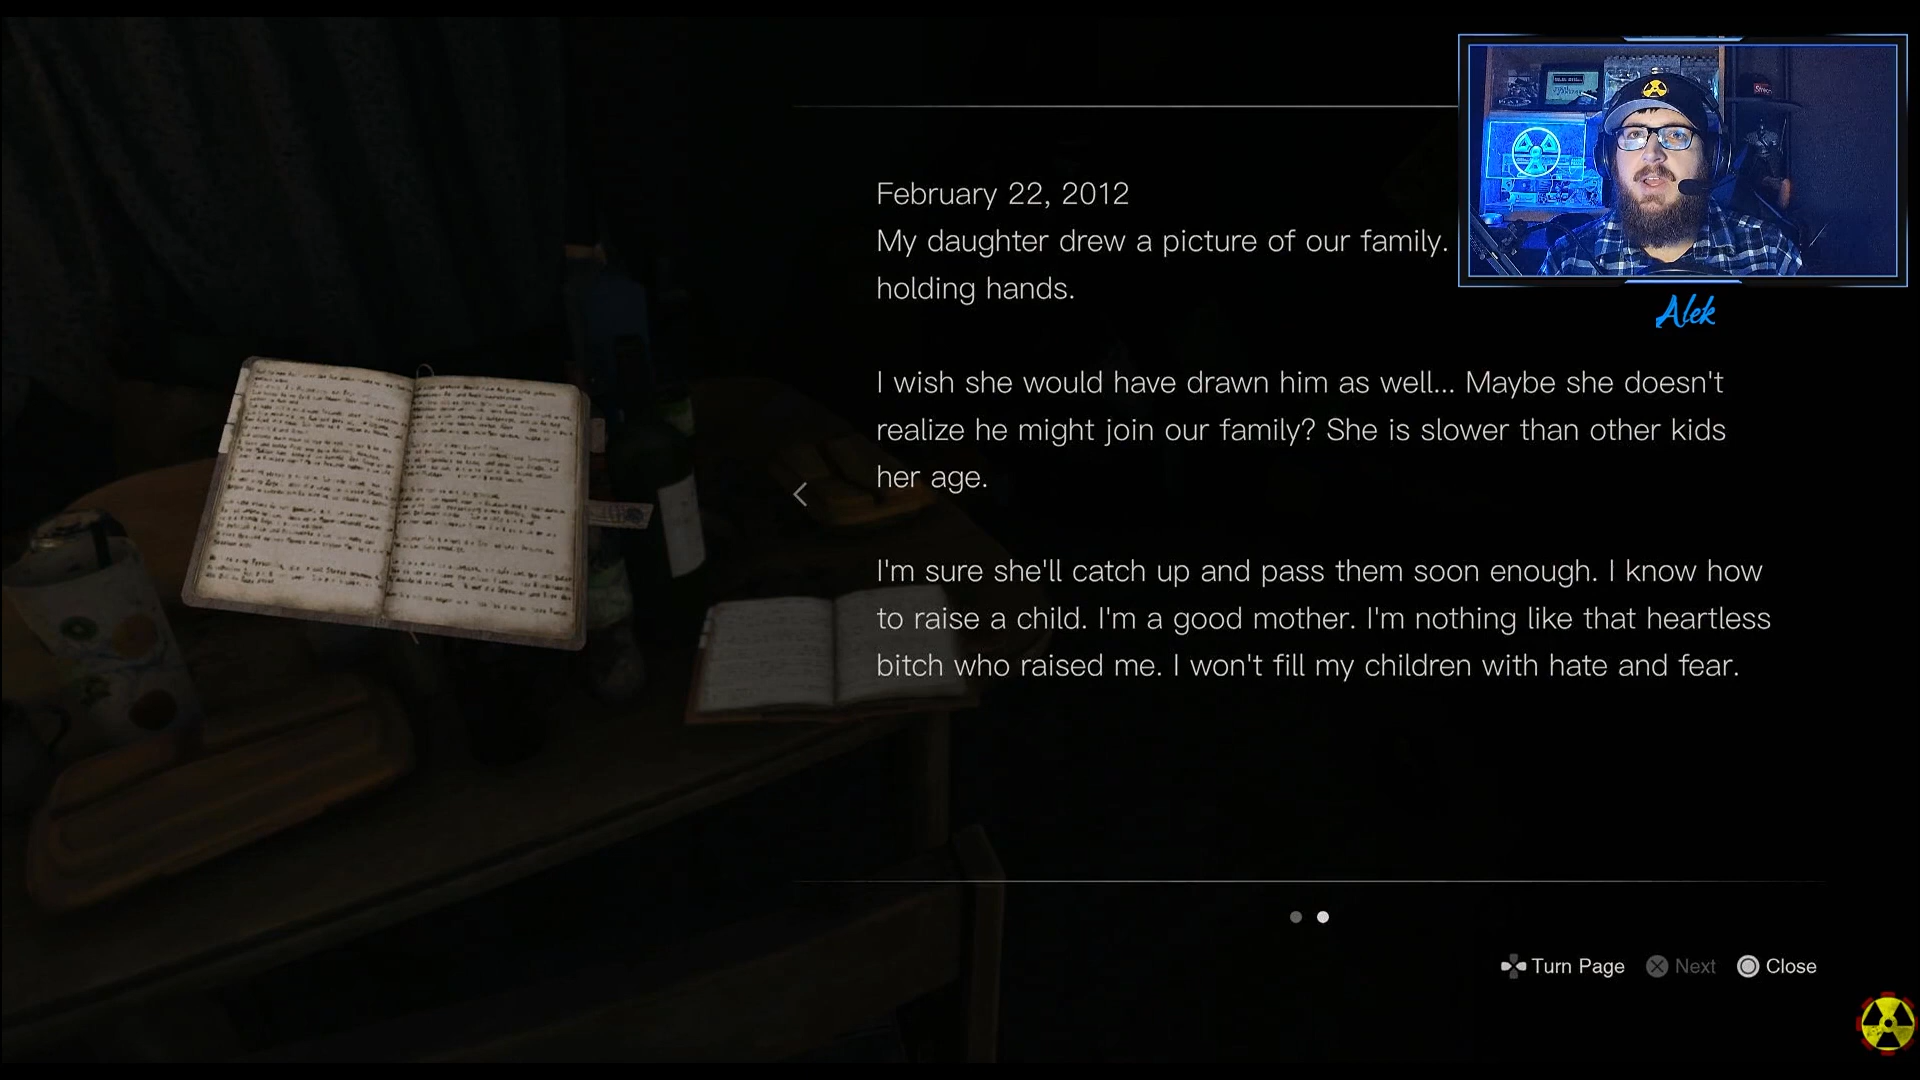 February 22, 2012
My daughter drew a picture of our family.
holding hands.
I wish she would have drawn him as well... Maybe she doesn't
realize he might join our family? She is slower than other kids
her age.
I'm sure she'll catch up and pass them soon enough. I know how
to raise a child. I'm a good mother. I'm nothing like that heartless
bitch who raised me. I won't fill my children with hate and fear.
Alek
Turn Page Next Close